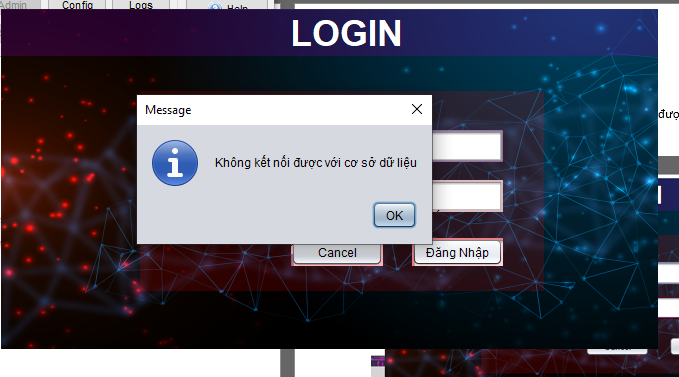 Admin
Config
Logs
Help
LOGIN
Message
Không kết nối được với cơ sở dữ liệu
OK
Cancel
Đăng Nhập
được